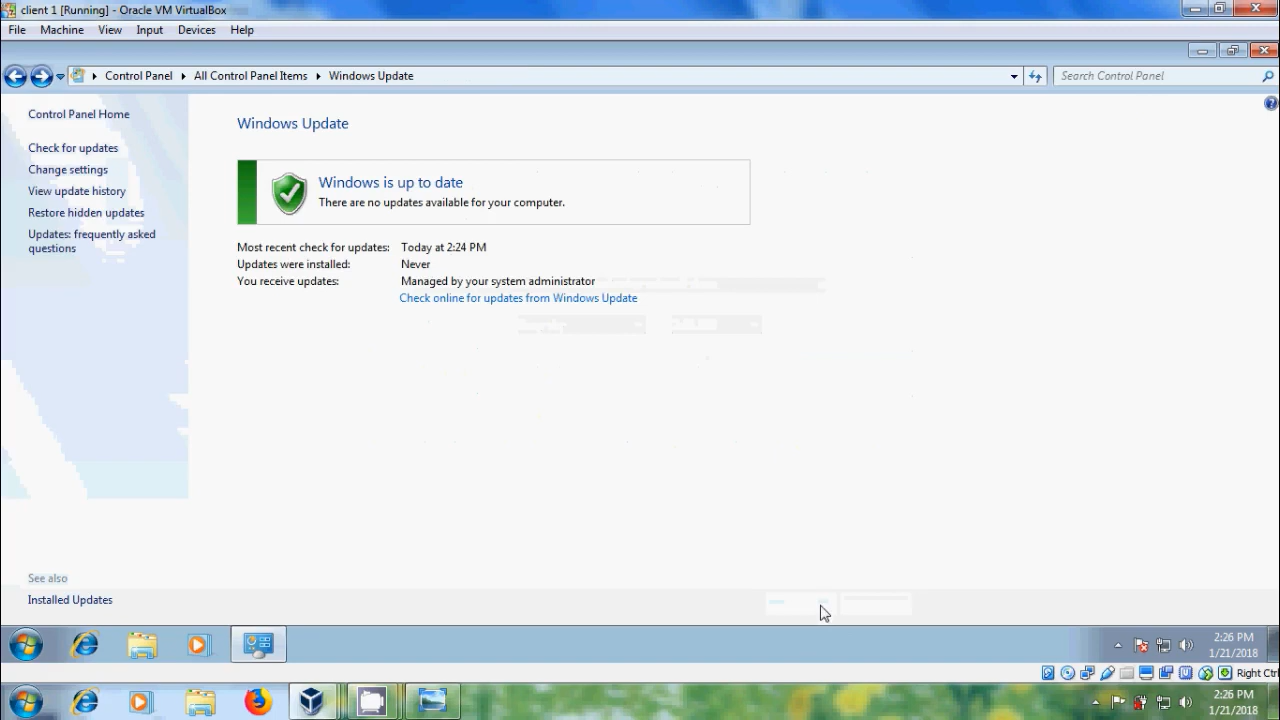 client 1 [Running] - Oracle VM VirtualBox
File Machine View Input Devices Help
Control Panel All Control Panel Items Windows Update
Search Control Panel
Control Panel Home
Check for updates
Change settings
View update history
Restore hidden updates
Updates: frequently asked
questions
Windows Update
Windows is up to date
There are no updates available for your computer.
Most recent check for updates: Today at 2:24 PM
Updates were installed: Never
You receive updates: Managed by your system administrator
Check online for updates from Windows Update
See also
Installed Updates
2:26 PM
1/21/2018
Right Ctrl
2:26 PM
1/21/2018